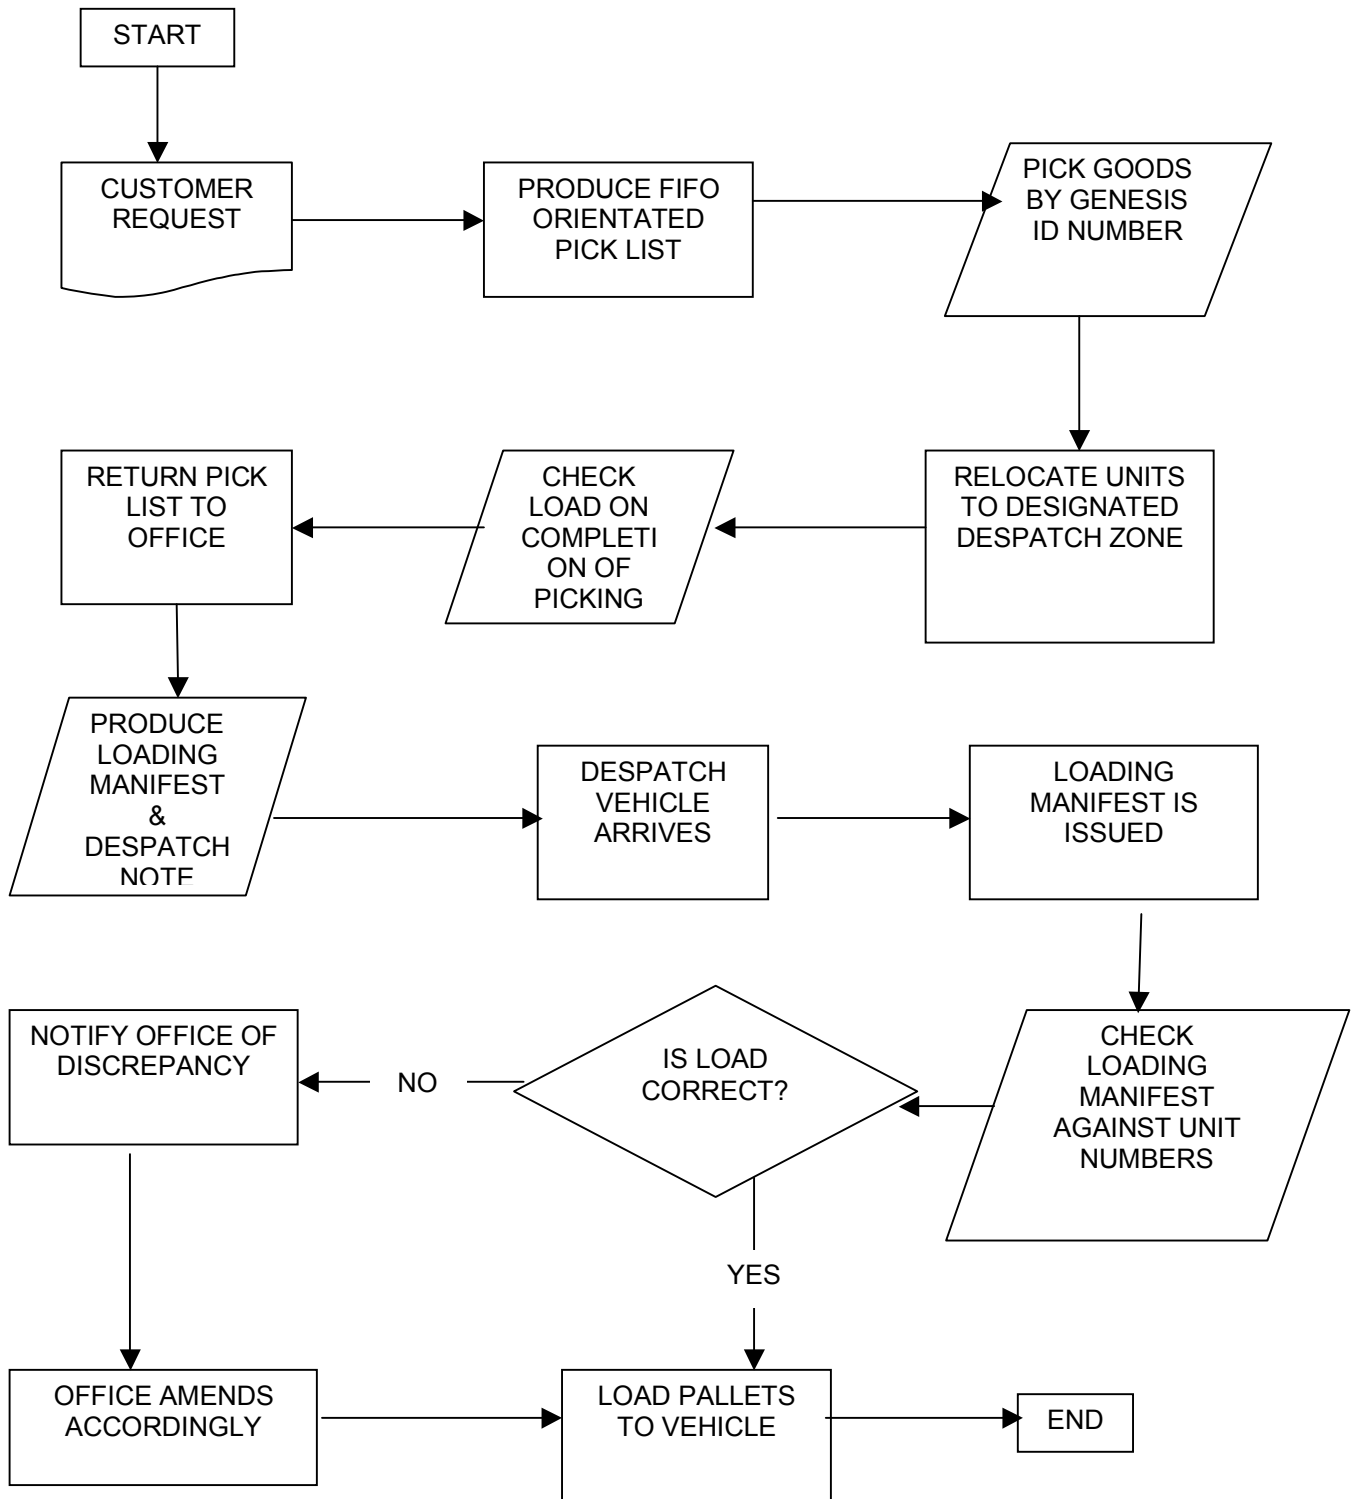 START
CUSTOMER
REQUEST
PRODUCE FIFO
ORIENTATED
PICK LIST
PICK GOODS
BY GENESIS
ID NUMBER
RETURN PICK
LIST TO
OFFICE
CHECK
LOAD ON
COMPLETI
ON OF
PICKING
RELOCATE UNITS
TO DESIGNATED
DESPATCH ZONE
PRODUCE
LOADING
MANIFEST
&
DESPATCH
NOTE
DESPATCH
VEHICLE
ARRIVES
LOADING
MANIFEST IS
ISSUED
NOTIFY OFFICE OF
DISCREPANCY
NO
IS LOAD
CORRECT?
CHECK
LOADING
MANIFEST
AGAINST UNIT
NUMBERS
YES
OFFICE AMENDS
ACCORDINGLY
LOAD PALLETS
TO VEHICLE
END